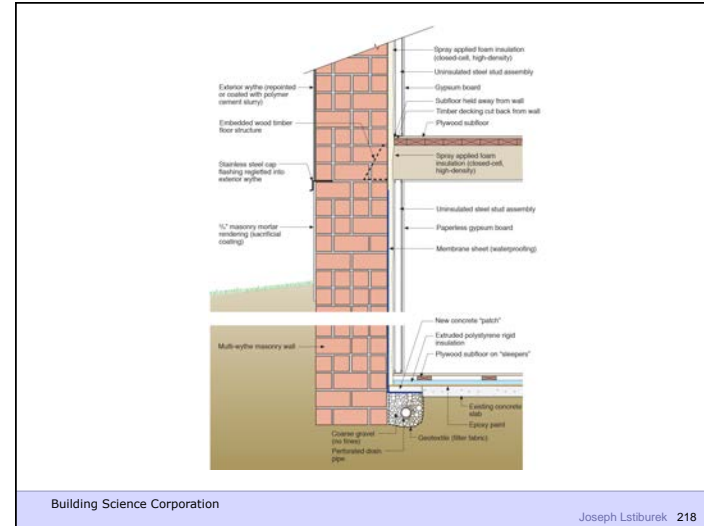 Spray applied foam insulation
(closed-cell, high-density)
Uninsulated steel stud assembly
Gypsum board
Subfloor held away from wall
Timber decking cut back from wall
Plywood subfloor
Exterior wythe (repointed
or coated with polymer
cement slurry)
Embedded wood timber
floor structure
Stainless steel cap
flashing regletted into
exterior wythe
Spray applied foam
insulation (closed-cell,
high-density)
Uninsulated steel stud assembly
Paperless gypsum board
masonry mortar
rendering (sacrificial
coating)
Membrane sheet (waterproofing)
New concrete "patch"
Extruded polystyrene rigid
insulation
Plywood subfloor on "sleepers"
Multi-wythe masonry wall
Existing concrete
slab
Epoxy paint
Geotextile (filter fabric)
Coarse gravel
(no fines)
Perforated drain
pipe
Building Science Corporation
Joseph Lstiburek 218